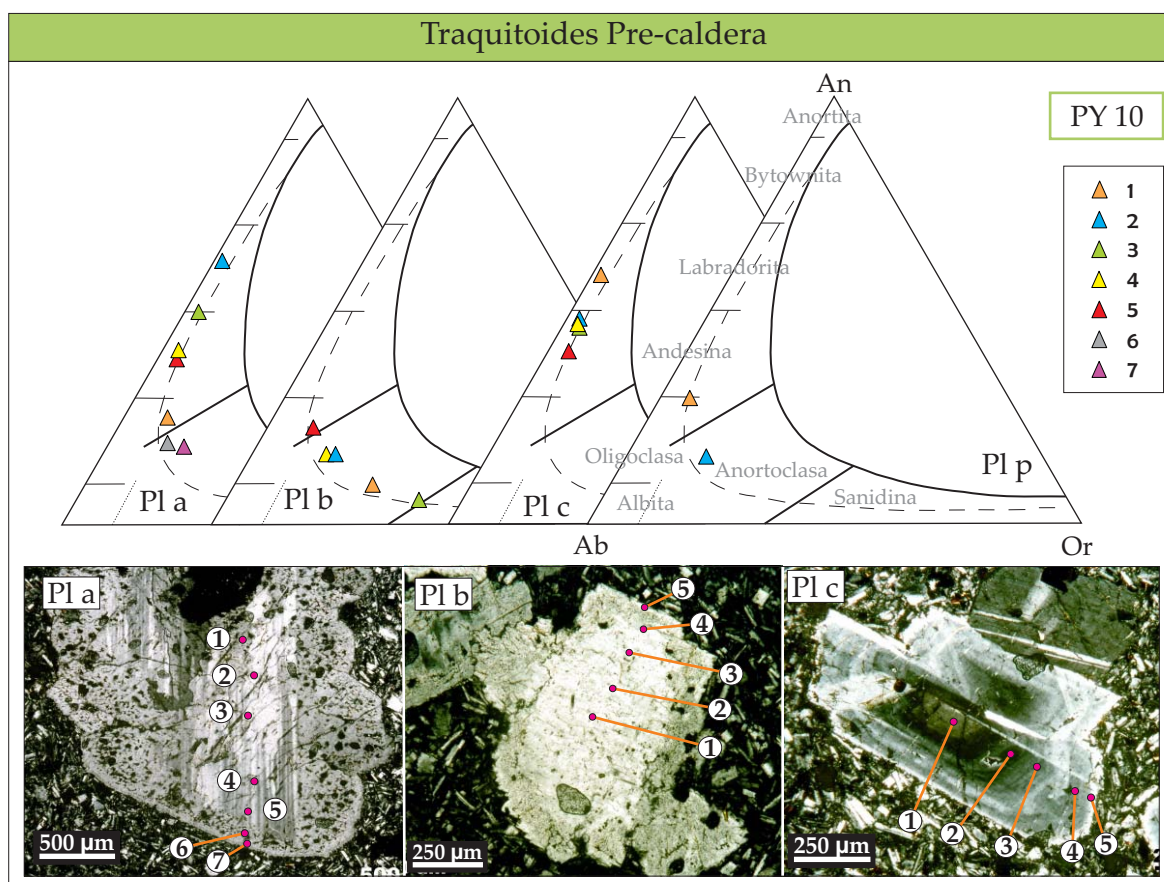 Traquitoides Pre-caldera
An
Anortita
PY 10
Bytownita
1
2
3
4
5
6
7
Labradorita
Andesina
Oligoclasa
Anortoclasa
Pl p
Pl a
Pl b
Pl c
Albita
Sanidina
Ab
Or
Pl a
1
2
3
4
5
6
7
500 µm
Pl b
5
4
3
2
1
250 µm
Pl c
1
2
3
4
5
250 µm